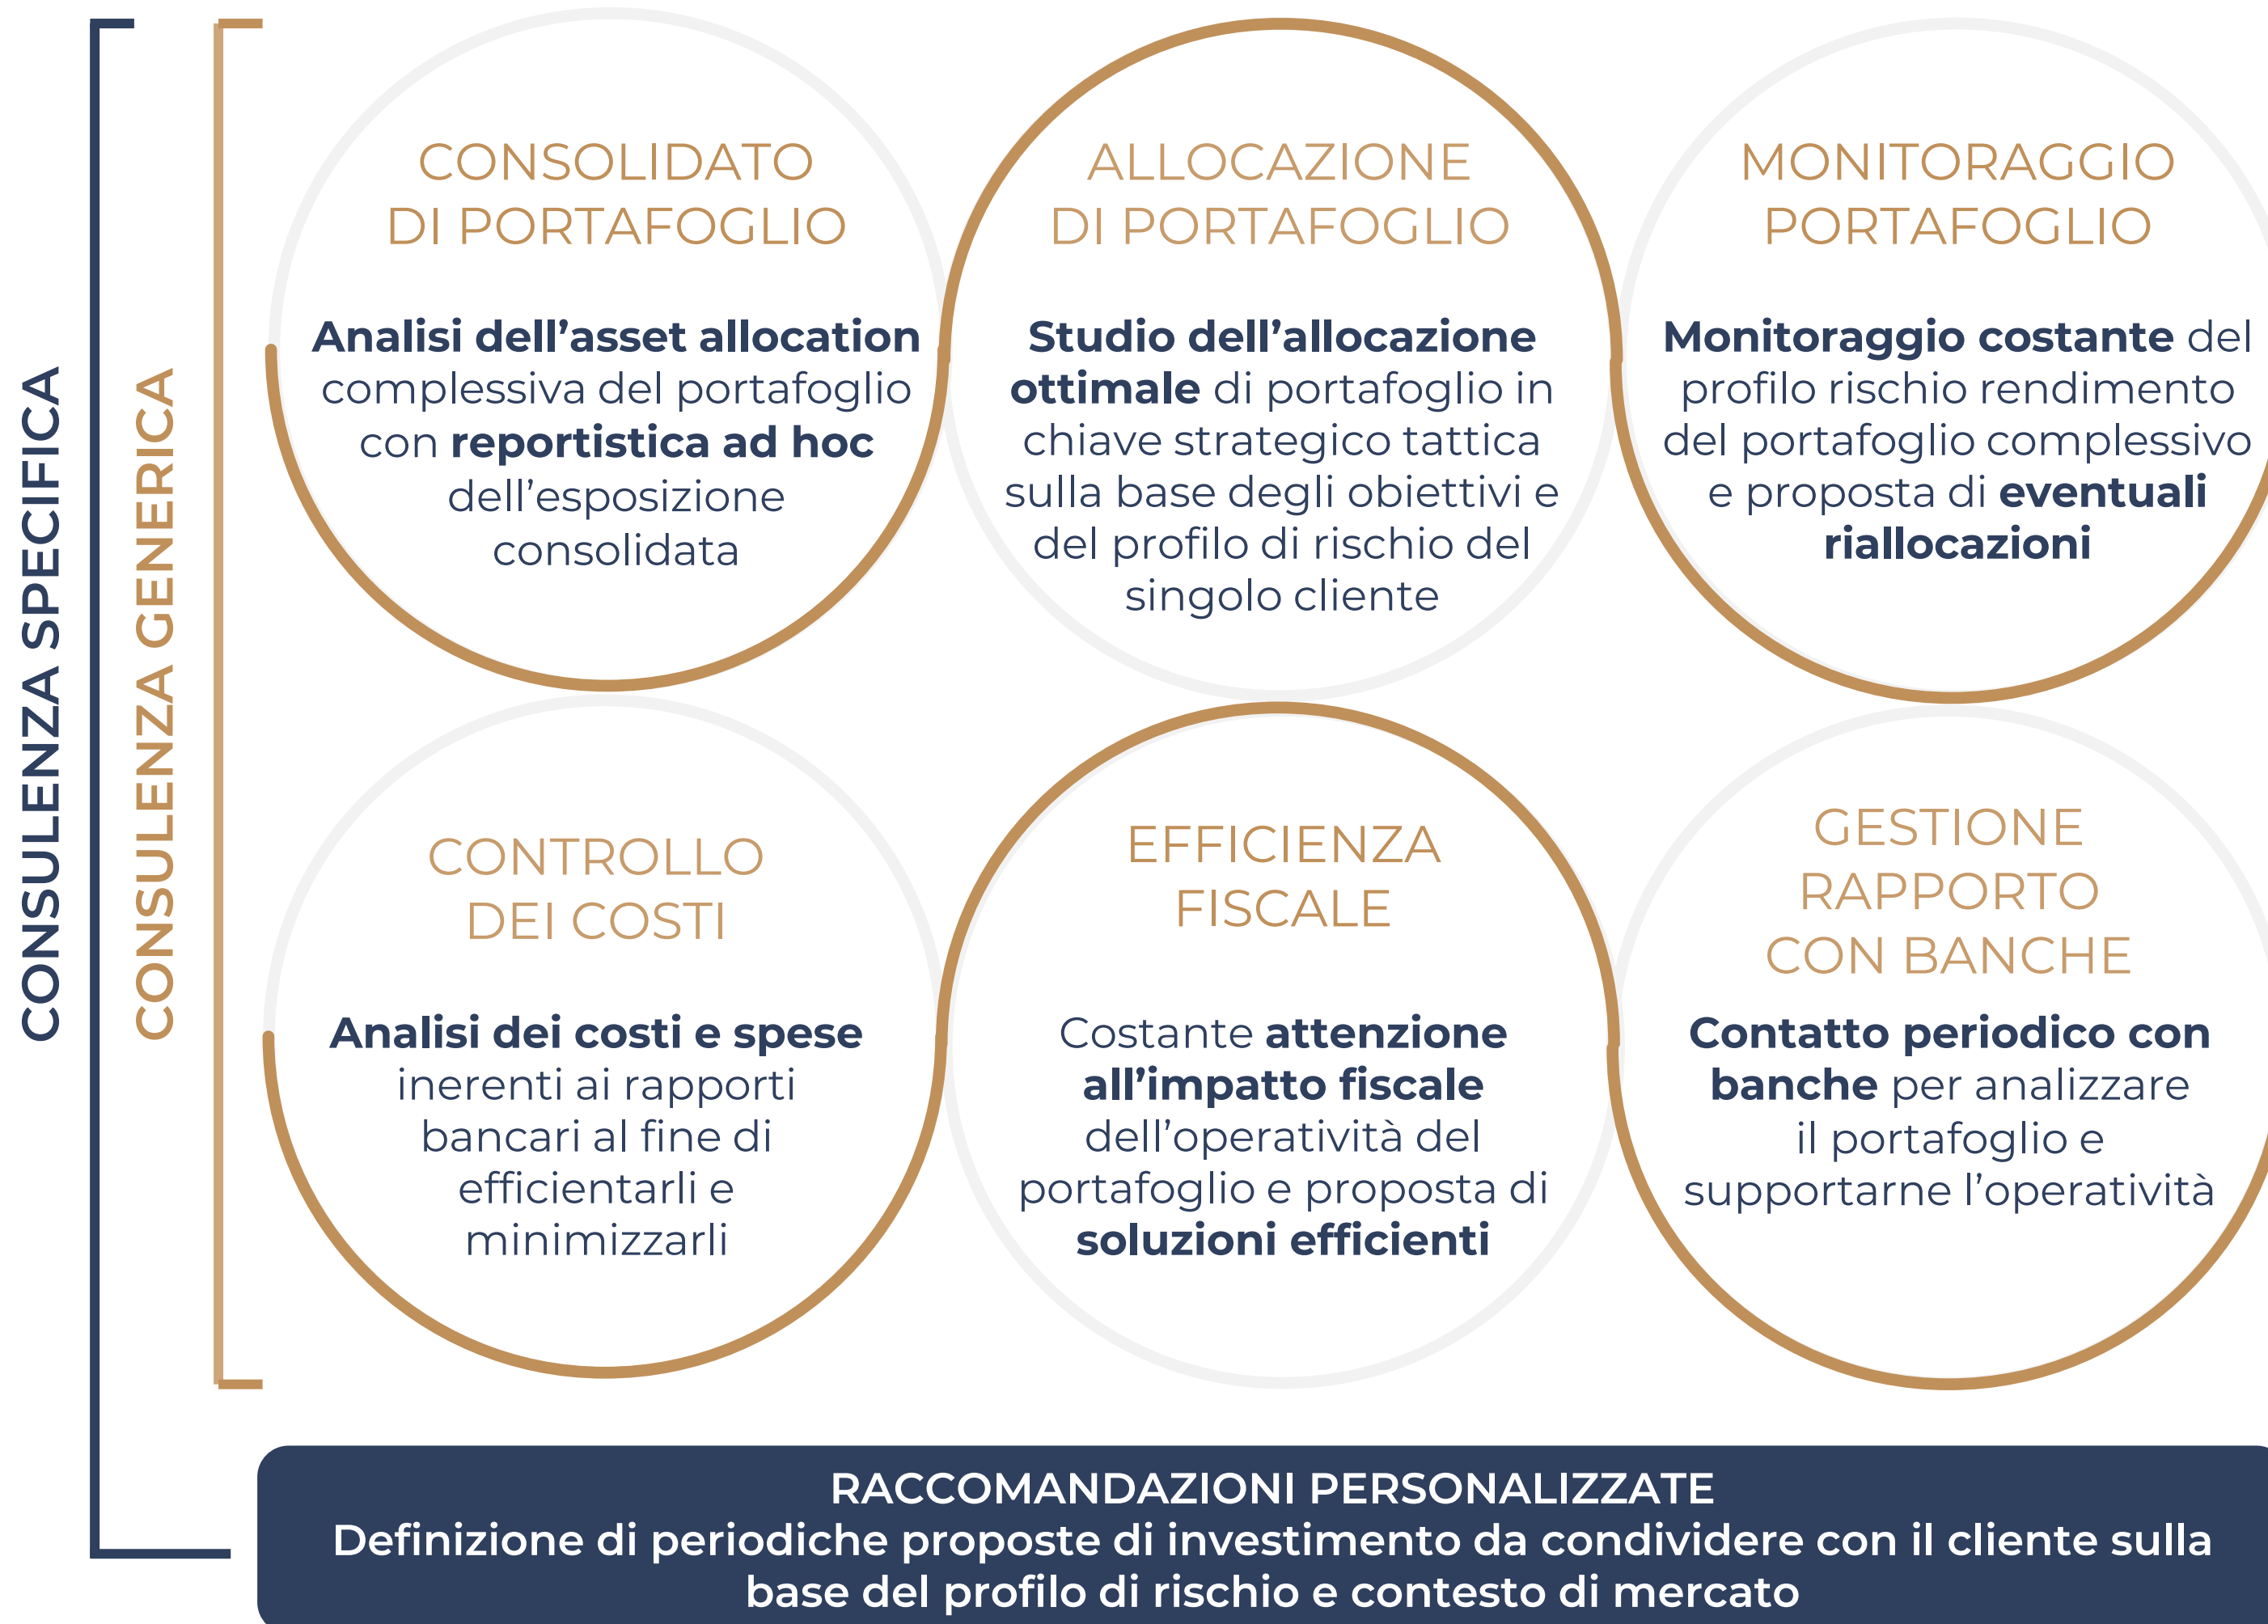 CONSULENZA SPECIFICA
CONSULENZA GENERICA
CONSOLIDATO
DI PORTAFOGLIO
Analisi dell’asset allocation
complessiva del portafoglio
con reportistica ad hoc
dell’esposizione
consolidata
ALLOCAZIONE
DI PORTAFOGLIO
Studio dell’allocazione
ottimale di portafoglio in
chiave strategico tattica
sulla base degli obiettivi e
del profilo di rischio del
singolo cliente
MONITORAGGIO
PORTAFOGLIO
Monitoraggio costante del
profilo rischio rendimento
del portafoglio complessivo
e proposta di eventuali
riallocazioni
CONTROLLO
DEI COSTI
Analisi dei costi e spese
inerenti ai rapporti
bancari al fine di
efficientarli e
minimizzarli
EFFICIENZA
FISCALE
Costante attenzione
all’impatto fiscale
dell’operatività del
portafoglio e proposta di
soluzioni efficienti
GESTIONE
RAPPORTO
CON BANCHE
Contatto periodico con
banche per analizzare
il portafoglio e
supportarne l’operatività
RACCOMANDAZIONI PERSONALIZZATE
Definizione di periodiche proposte di investimento da condividere con il cliente sulla
base del profilo di rischio e contesto di mercato